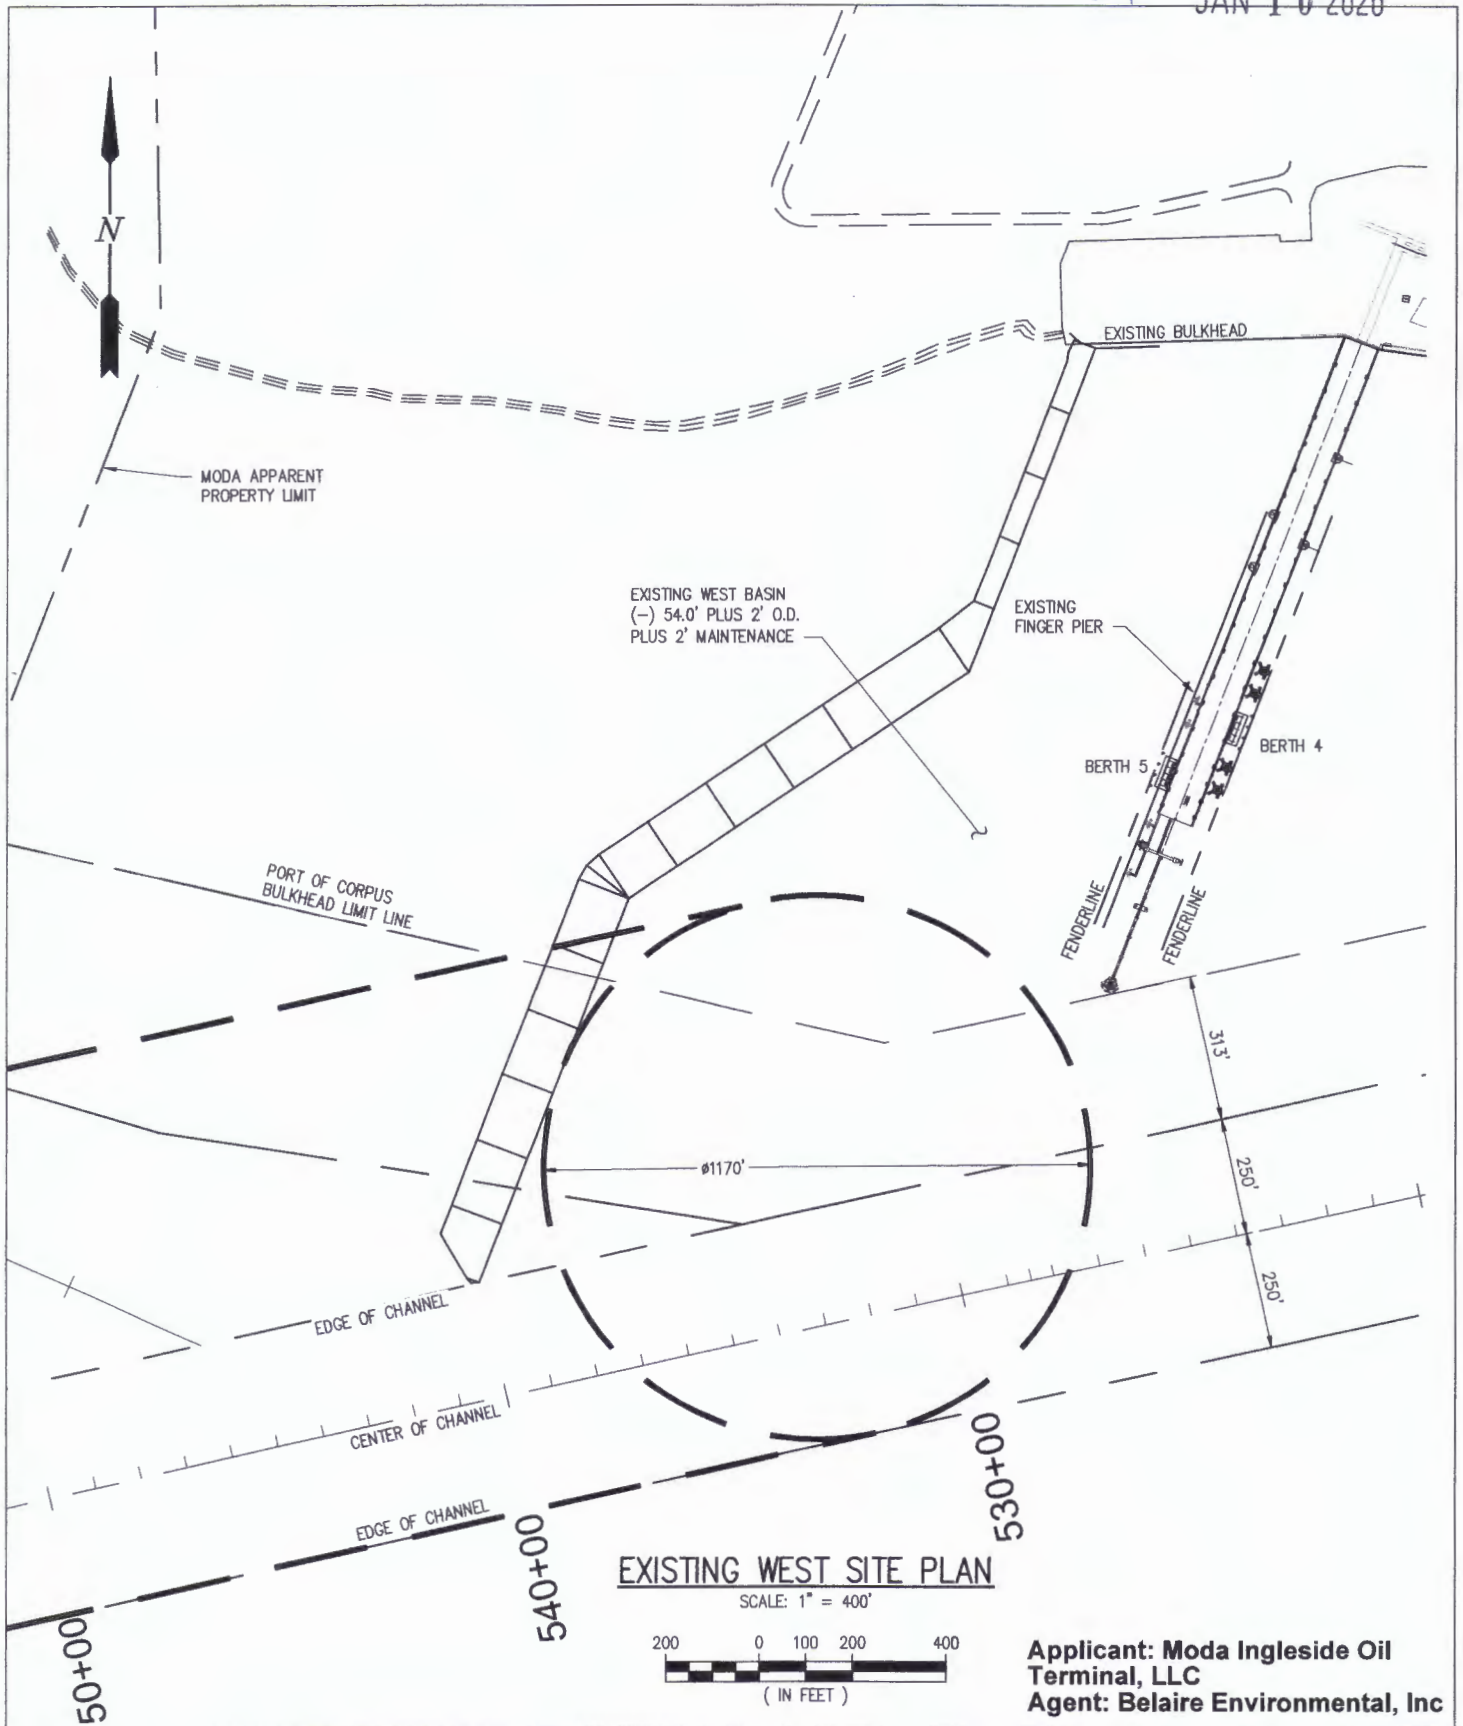 JAN 10 2020
N
EXISTING BULKHEAD
MODA APPARENT
PROPERTY LIMIT
EXISTING WEST BASIN
(-) 54.0' PLUS 2' O.D.
PLUS 2' MAINTENANCE
EXISTING
FINGER PIER
BERTH 5
BERTH 4
PORT OF CORPUS
BULKHEAD LIMIT LINE
FENDERLINE
FENDERLINE
313'
ø1170'
250'
250'
EDGE OF CHANNEL
CENTER OF CHANNEL
EDGE OF CHANNEL
530+00
540+00
50+00
EXISTING WEST SITE PLAN
SCALE: 1" = 400'
200 0 100 200 400
( IN FEET )
Applicant: Moda Ingleside Oil
Terminal, LLC
Agent: Belaire Environmental, Inc